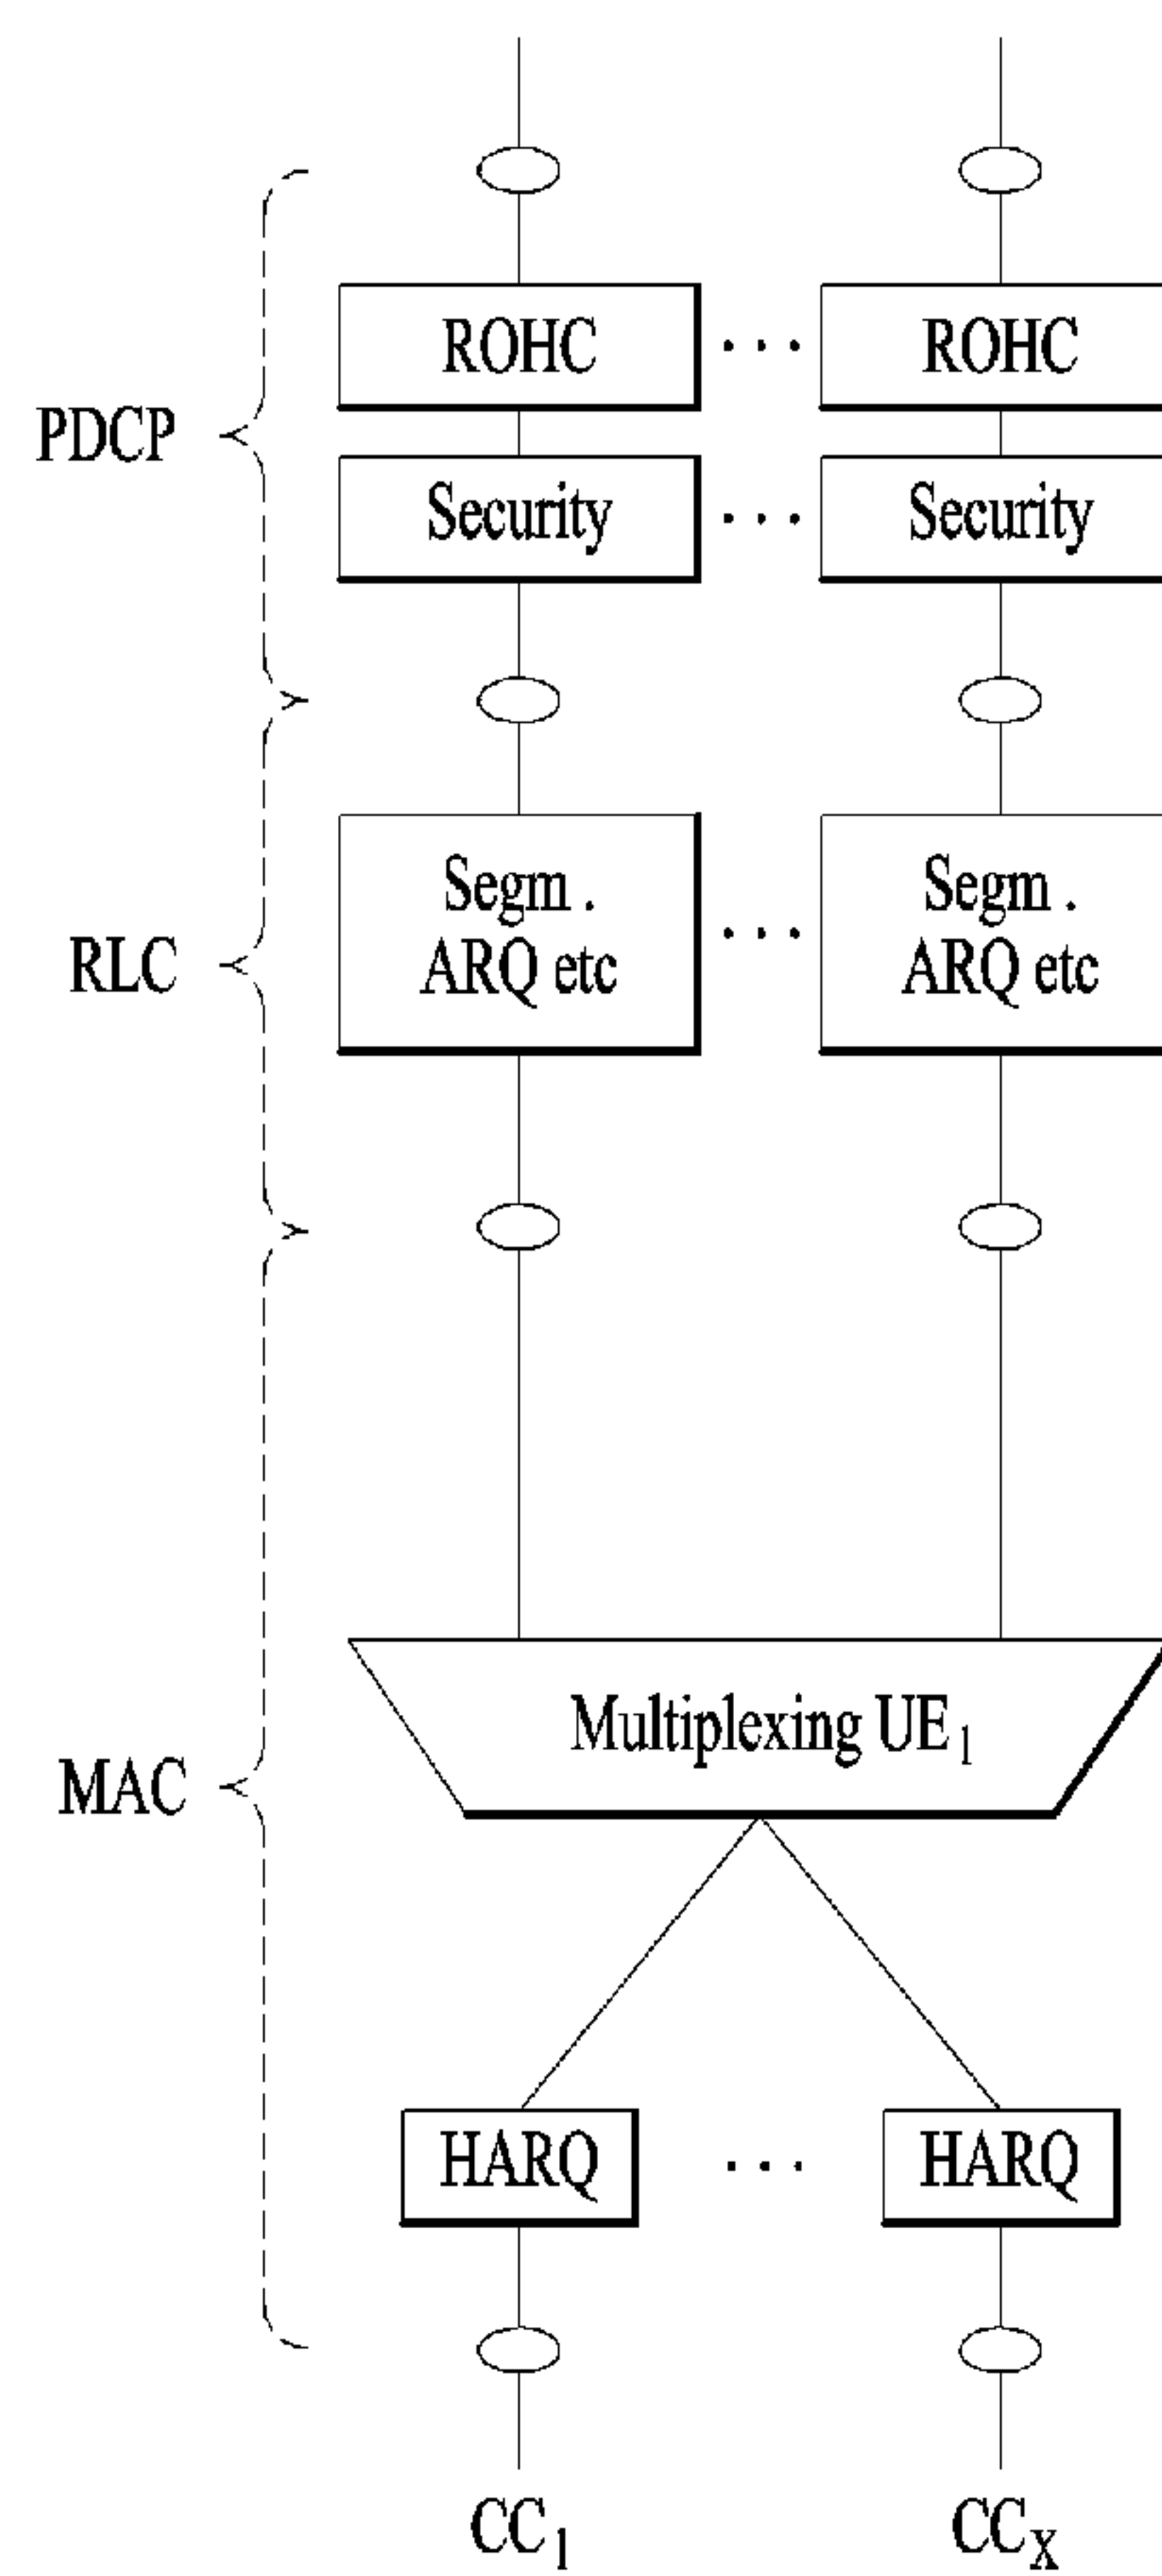 ROHC ... ROHC
PDCP
Security ... Security
Segm . ... Segm .
RLC
ARQ etc ARQ etc
Multiplexing UE1
MAC
HARQ ... HARQ
CC1 CCX